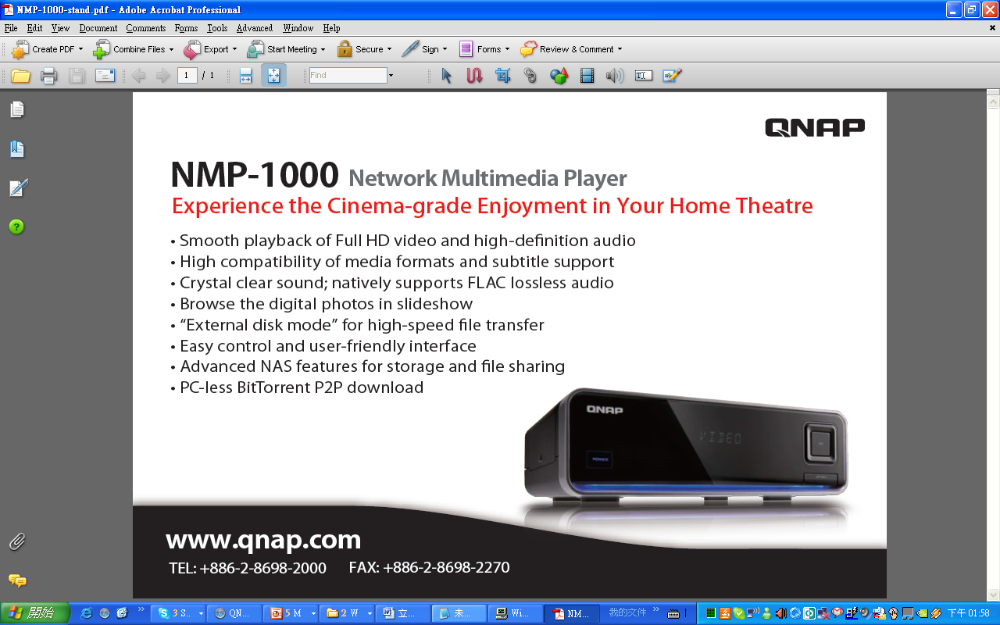 NMP-1000-stand.pdf - Adobe Acrobat Professional
File Edit View Document Comments Forms Tools Advanced Window Help
Create PDF Combine Files Export Start Meeting Secure Sign Forms Review & Comment
1 / 1 Find
QNAP
NMP-1000 Network Multimedia Player
Experience the Cinema-grade Enjoyment in Your Home Theatre
• Smooth playback of Full HD video and high-definition audio
• High compatibility of media formats and subtitle support
• Crystal clear sound; natively supports FLAC lossless audio
• Browse the digital photos in slideshow
• “External disk mode” for high-speed file transfer
• Easy control and user-friendly interface
• Advanced NAS features for storage and file sharing
• PC-less BitTorrent P2P download
QNAP
VIDEO
POWER
www.qnap.com
TEL: +886-2-8698-2000 FAX: +886-2-8698-2270
開始 3 S... QN... 5 M 2 W 立... 未... Wi... NM... 我的文件 下午 01:58